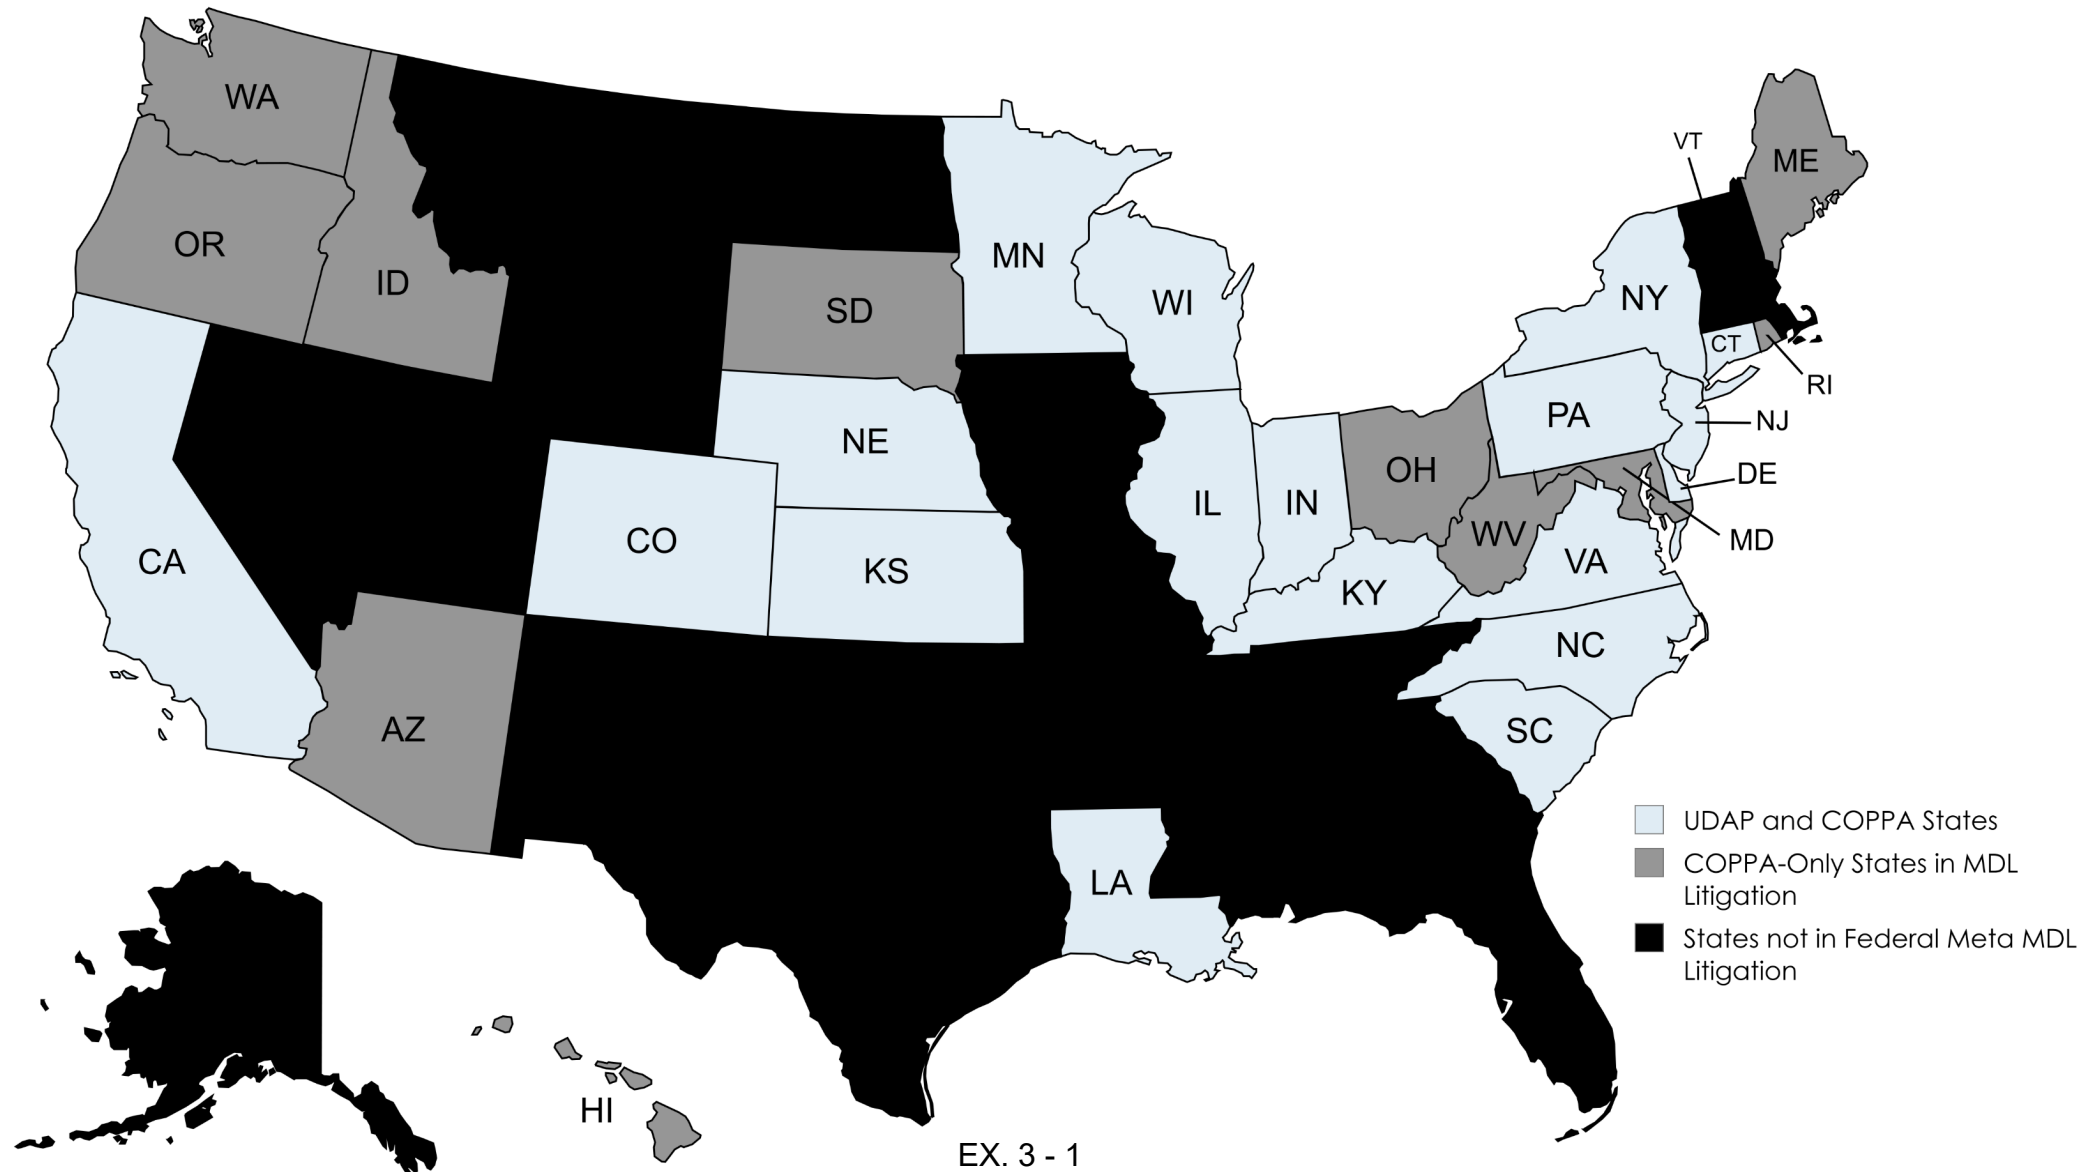 WA
VT
ME
OR
MN
ID
NY
WI
SD
CT
RI
PA
NJ
NE
OH
DE
IL
IN
WV
CO
MD
CA
VA
KS
KY
NC
AZ
SC
UDAP and COPPA States
COPPA-Only States in MDL
Litigation
LA
States not in Federal Meta MDL
Litigation
HI
EX. 3 - 1